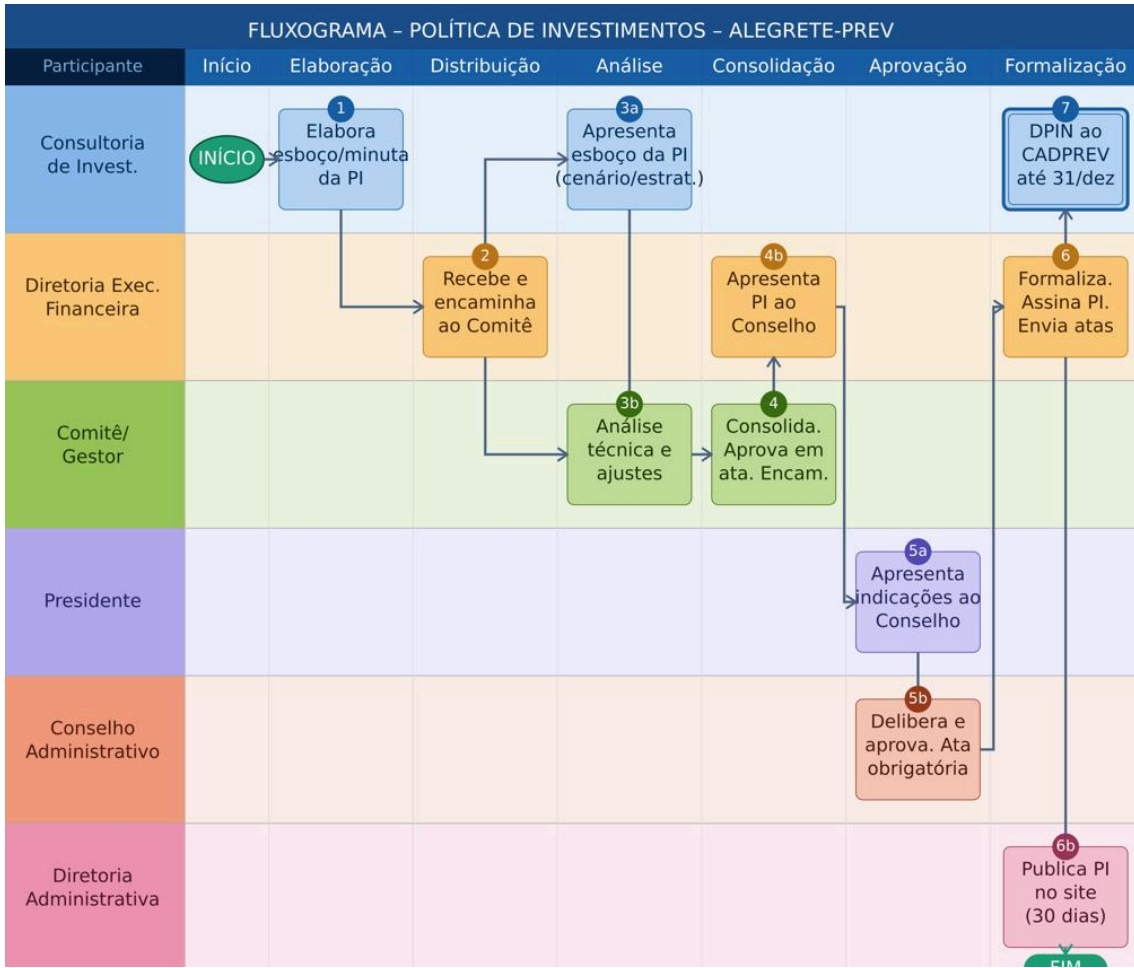 FLUXOGRAMA – POLÍTICA DE INVESTIMENTOS – ALEGRETE-PREV
Participante
Início
Elaboração
Distribuição
Análise
Consolidação
Aprovação
Formalização
Consultoria
de Invest.
INÍCIO
1
Elabora
esboço/minuta
da PI
3a
Apresenta
esboço da PI
(cenário/estrat.)
7
DPIN ao
CADPREV
até 31/dez
Diretoria Exec.
Financeira
2
Recebe e
encaminha
ao Comitê
4b
Apresenta
PI ao
Conselho
6
Formaliza.
Assina PI.
Envia atas
Comitê/
Gestor
3b
Análise
técnica e
ajustes
4
Consolida.
Aprova em
ata. Encam.
Presidente
5a
Apresenta
indicações ao
Conselho
Conselho
Administrativo
5b
Delibera e
aprova. Ata
obrigatória
Diretoria
Administrativa
6b
Publica PI
no site
(30 dias)
FIM